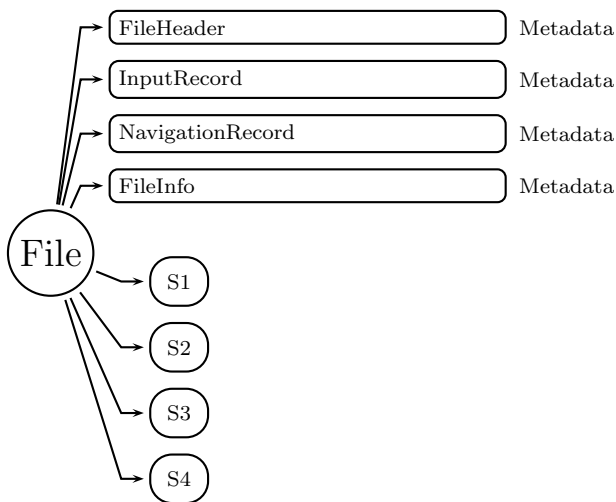 FileHeader Metadata
InputRecord Metadata
NavigationRecord Metadata
FileInfo Metadata
File
S1
S2
S3
S4